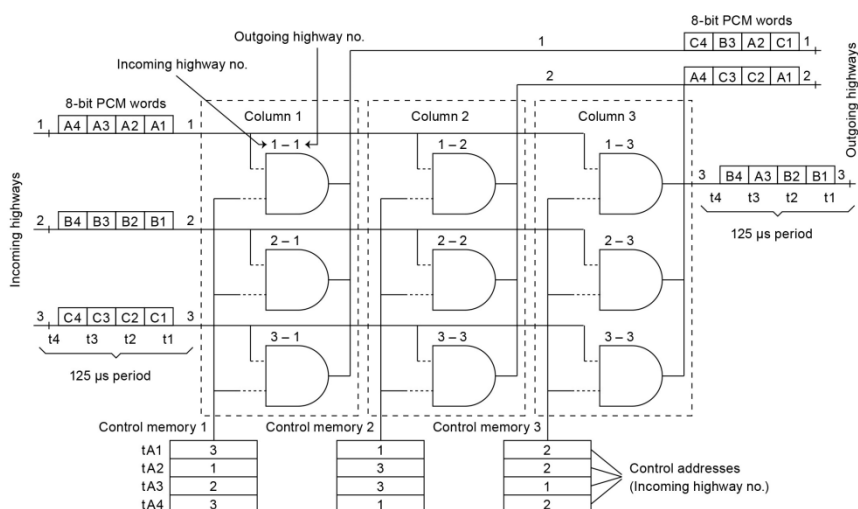 8-bit PCM words
Outgoing highway no.
1
C4 B3 A2 C1 1
Incoming highway no.
2
A4 C3 C2 A1 2
Outgoing highways
8-bit PCM words
Column 1
Column 2
Column 3
1 A4 A3 A2 A1 1
1 – 1
1 – 2
1 – 3
3 B4 A3 B2 B1 3
t4 t3 t2 t1
125 µs period
Incoming highways
2 B4 B3 B2 B1 2
2 – 1
2 – 2
2 – 3
3 C4 C3 C2 C1 3
t4 t3 t2 t1
125 µs period
3 – 1
3 – 3
3 – 3
Control memory 1
Control memory 2
Control memory 3
tA1 3 1 2
tA2 1 3 2
tA3 2 3 1
tA4 3 1 2
Control addresses
(Incoming highway no.)